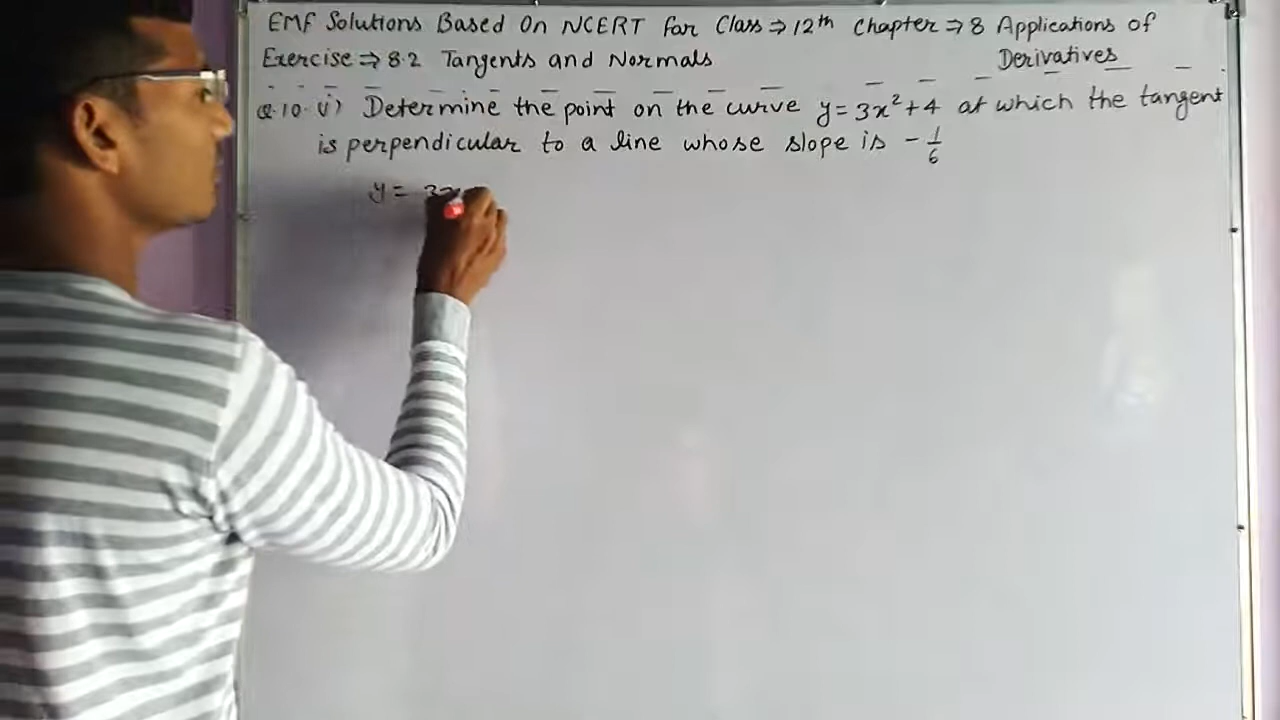 EMF Solutions Based On NCERT for Class ⇒ 12th Chapter ⇒ 8 Applications of Derivatives
Exercise ⇒ 8.2 Tangents and Normals
Q.10. (i) Determine the point on the curve y = 3x² + 4 at which the tangent
is perpendicular to a line whose slope is - 1/6
y = 3x